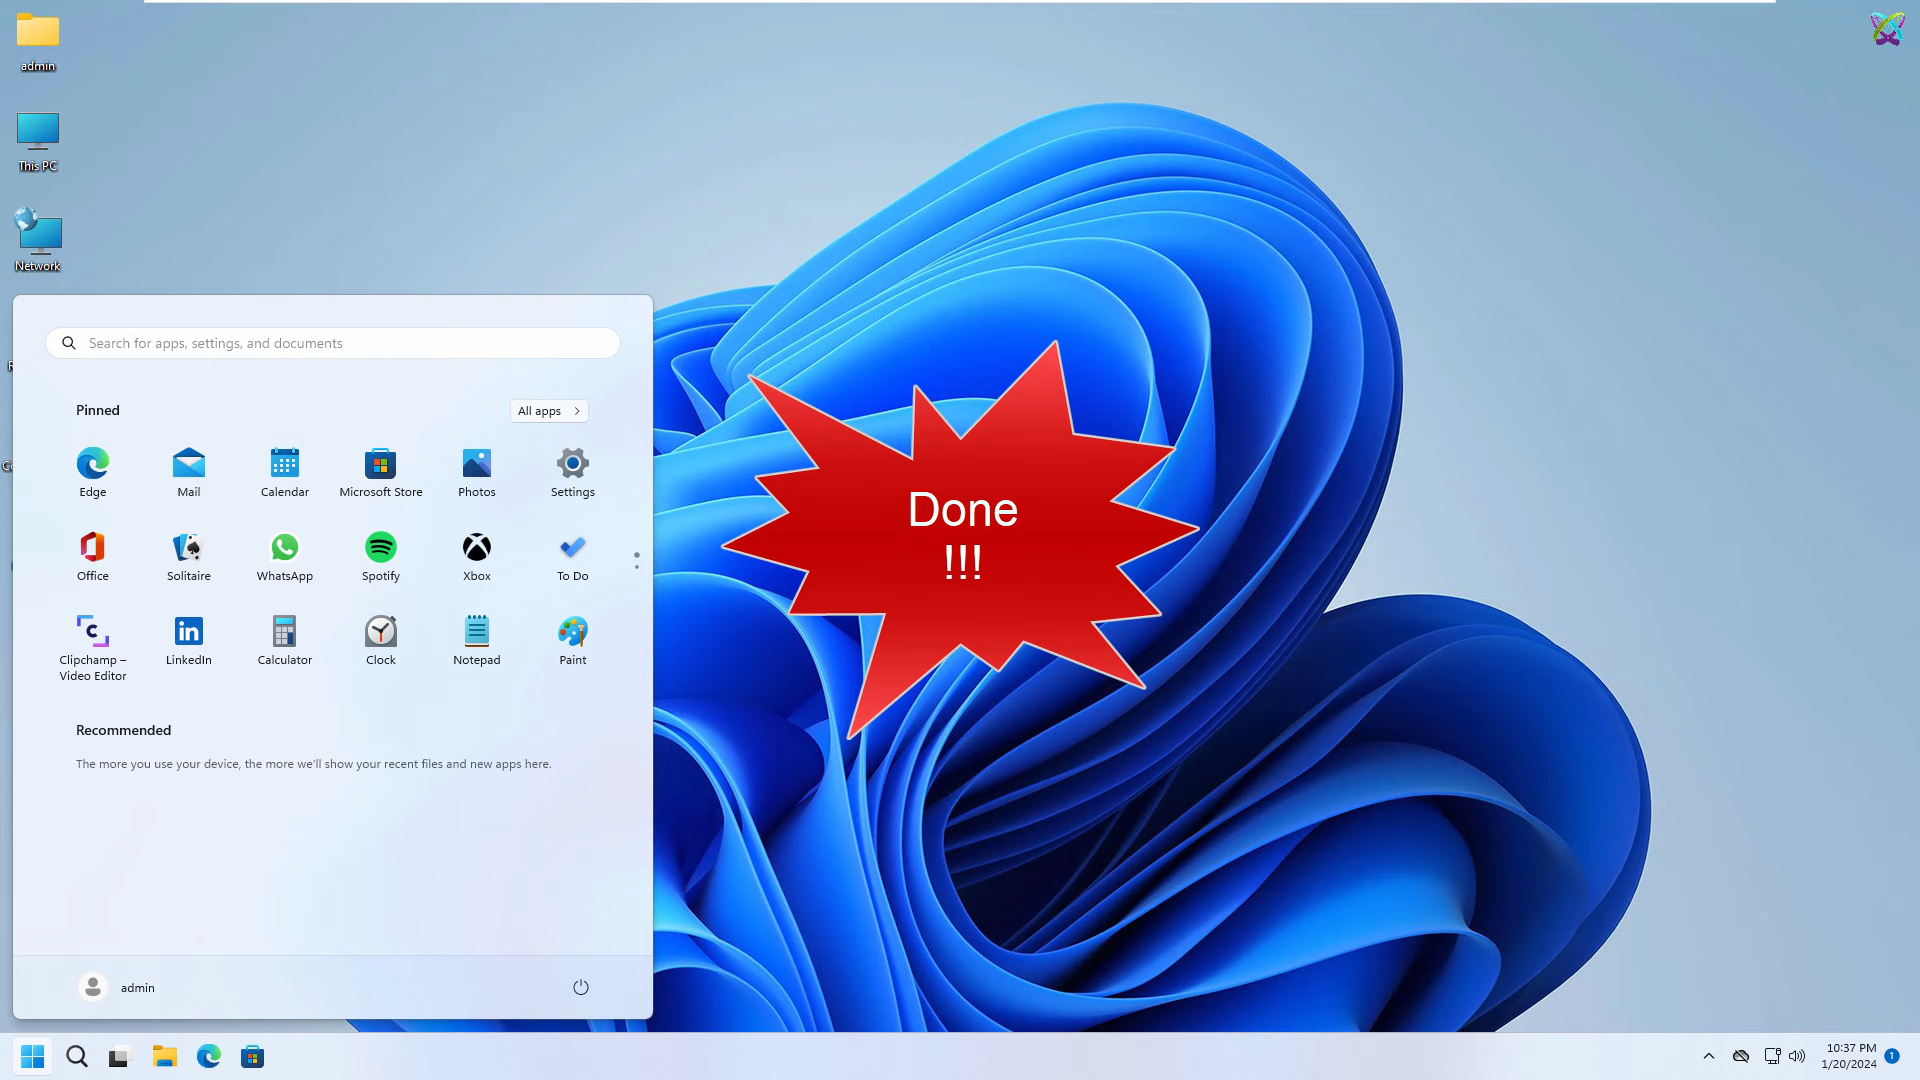 admin
This PC
Network
Search for apps, settings, and documents
Pinned
All apps
Edge
Mail
Calendar
Microsoft Store
Photos
Settings
Office
Solitaire
WhatsApp
Spotify
Xbox
To Do
Clipchamp –
Video Editor
LinkedIn
Calculator
Clock
Notepad
Paint
Recommended
The more you use your device, the more we’ll show your recent files and new apps here.
admin
Done
!!!
10:37 PM
1/20/2024
1